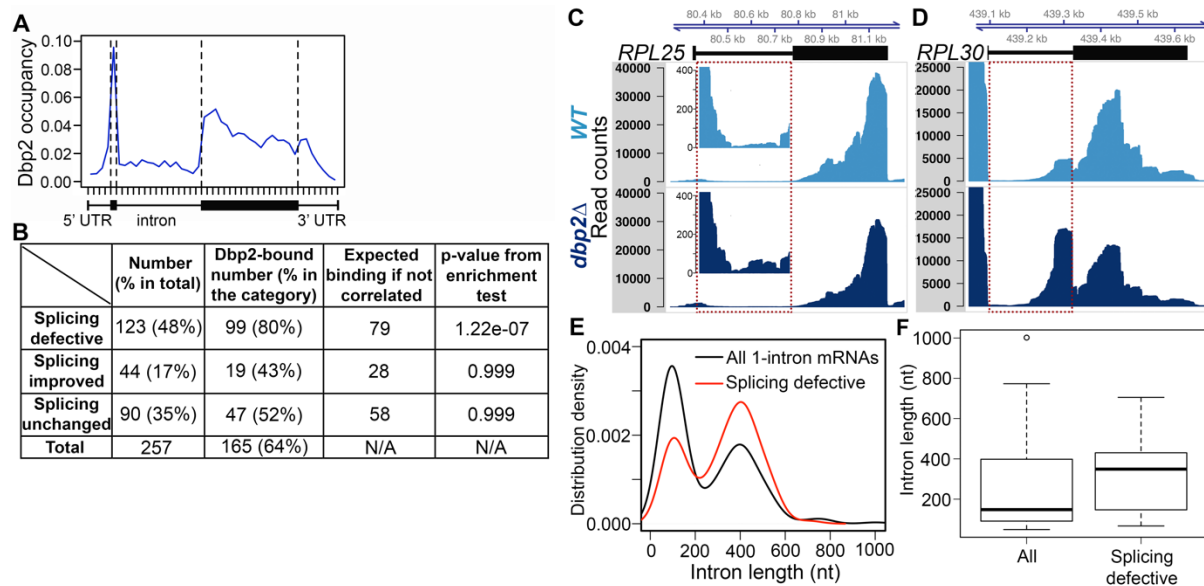 A
Dbp2 occupancy
0.10
0.08
0.06
0.04
0.02
0.00
5' UTR
intron
3' UTR
B
Number (% in total)
Dbp2-bound number (% in the category)
Expected binding if not correlated
p-value from enrichment test
Splicing defective
123 (48%)
99 (80%)
79
1.22e-07
Splicing improved
44 (17%)
19 (43%)
28
0.999
Splicing unchanged
90 (35%)
47 (52%)
58
0.999
Total
257
165 (64%)
N/A
N/A
C
80.4 kb
80.6 kb
80.8 kb
81 kb
80.5 kb
80.7 kb
80.9 kb
81.1 kb
RPL25
WT
dbp2Δ
Read counts
40000
30000
20000
10000
0
400
200
0
40000
30000
20000
10000
0
400
200
0
D
439.1 kb
439.3 kb
439.5 kb
439.2 kb
439.4 kb
439.6 kb
RPL30
25000
20000
15000
10000
5000
0
25000
20000
15000
10000
5000
0
E
Distribution density
0.004
0.002
0.000
All 1-intron mRNAs
Splicing defective
0
200
400
600
800
1000
Intron length (nt)
F
Intron length (nt)
1000
800
600
400
200
All
Splicing defective